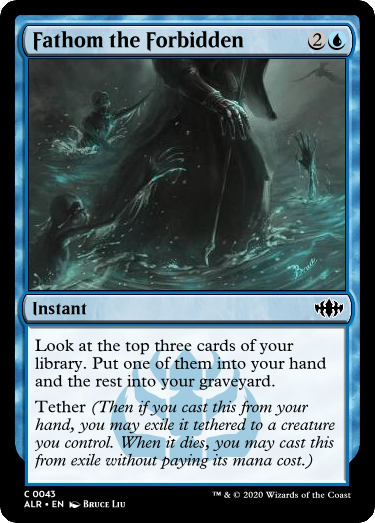 Fathom the Forbidden 2
Instant
Look at the top three cards of your
library. Put one of them into your hand
and the rest into your graveyard.
Tether (Then if you cast this from your
hand, you may exile it tethered to a creature
you control. When it dies, you may cast this
from exile without paying its mana cost.)
C 0043
ALR • EN Bruce Liu
™ & © 2020 Wizards of the Coast